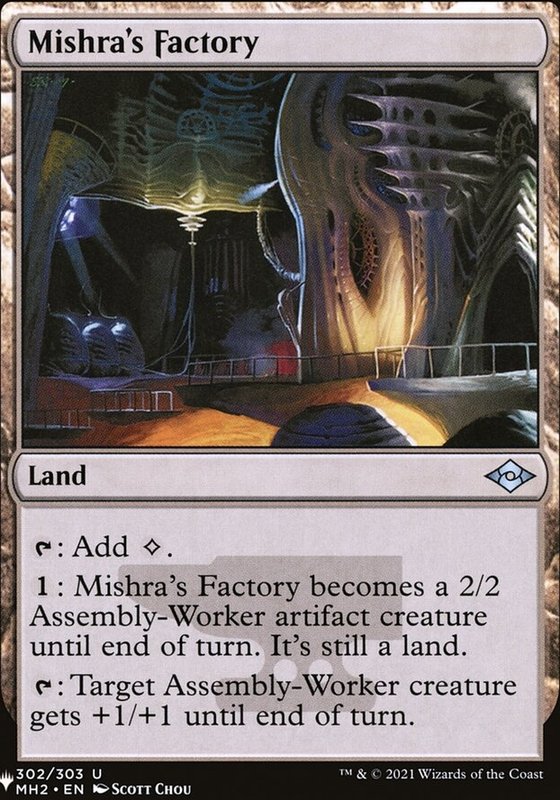 Mishra's Factory
Land
: Add .
1: Mishra's Factory becomes a 2/2
Assembly-Worker artifact creature
until end of turn. It's still a land.
: Target Assembly-Worker creature
gets +1/+1 until end of turn.
302/303 U
MH2 • EN Scott Chou
™ & © 2021 Wizards of the Coast